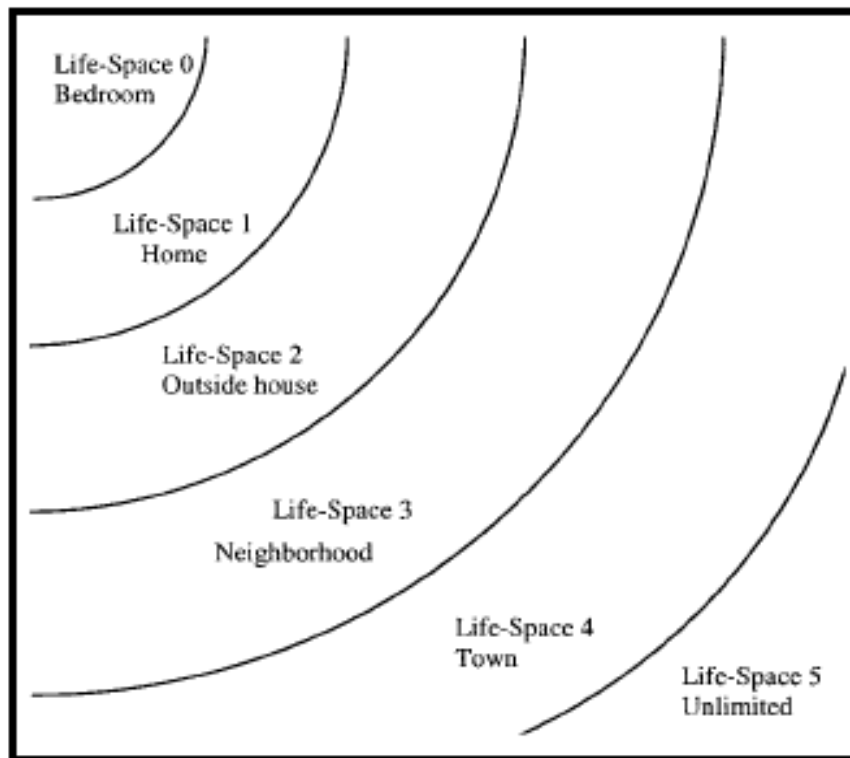 Life-Space 0
Bedroom
Life-Space 1
Home
Life-Space 2
Outside house
Life-Space 3
Neighborhood
Life-Space 4
Town
Life-Space 5
Unlimited